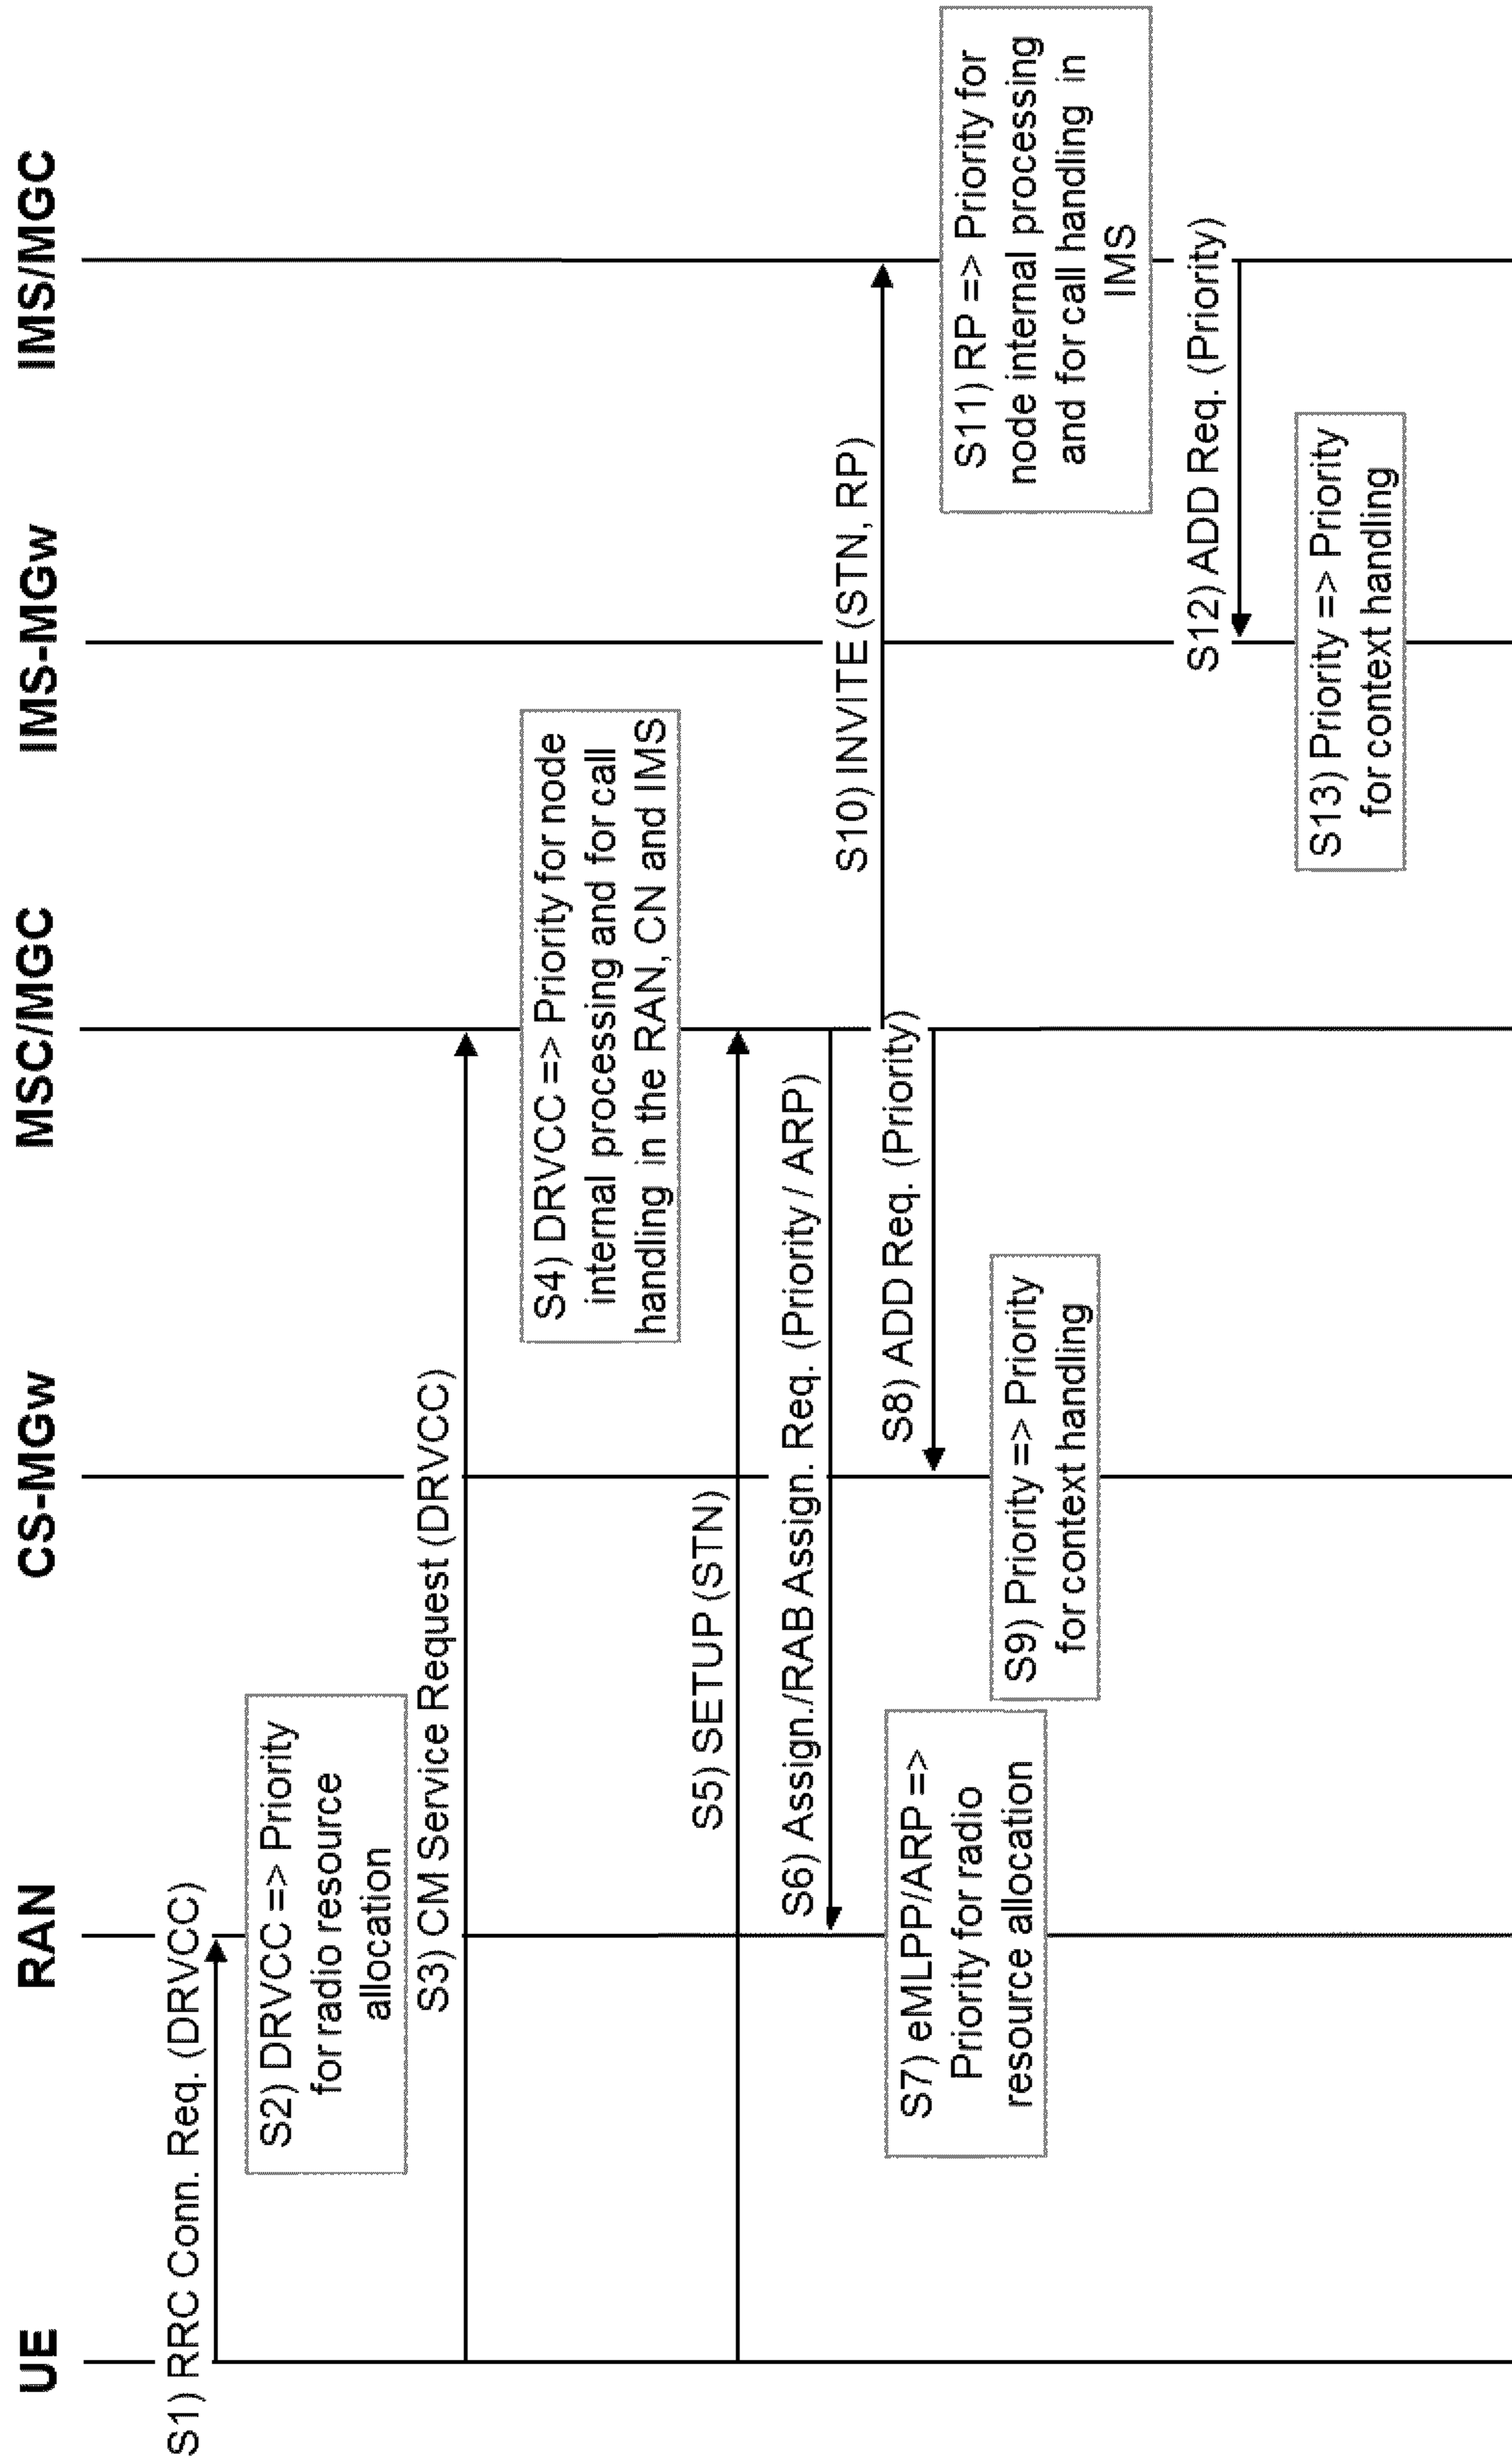 UE
RAN
CS-MGw
MSC/MGC
IMS-MGw
IMS/MGC
S1) RRC Conn. Req. (DRVCC)
S2) DRVCC => Priority
for radio resource
allocation
S3) CM Service Request (DRVCC)
S4) DRVCC => Priority for node
internal processing and for call
handling in the RAN, CN and IMS
S5) SETUP (STN)
S6) Assign./RAB Assign. Req. (Priority / ARP)
S7) eMLPP/ARP =>
Priority for radio
resource allocation
S8) ADD Req. (Priority)
S9) Priority => Priority
for context handling
S10) INVITE (STN, RP)
S11) RP => Priority for
node internal processing
and for call handling in
IMS
S12) ADD Req. (Priority)
S13) Priority => Priority
for context handling